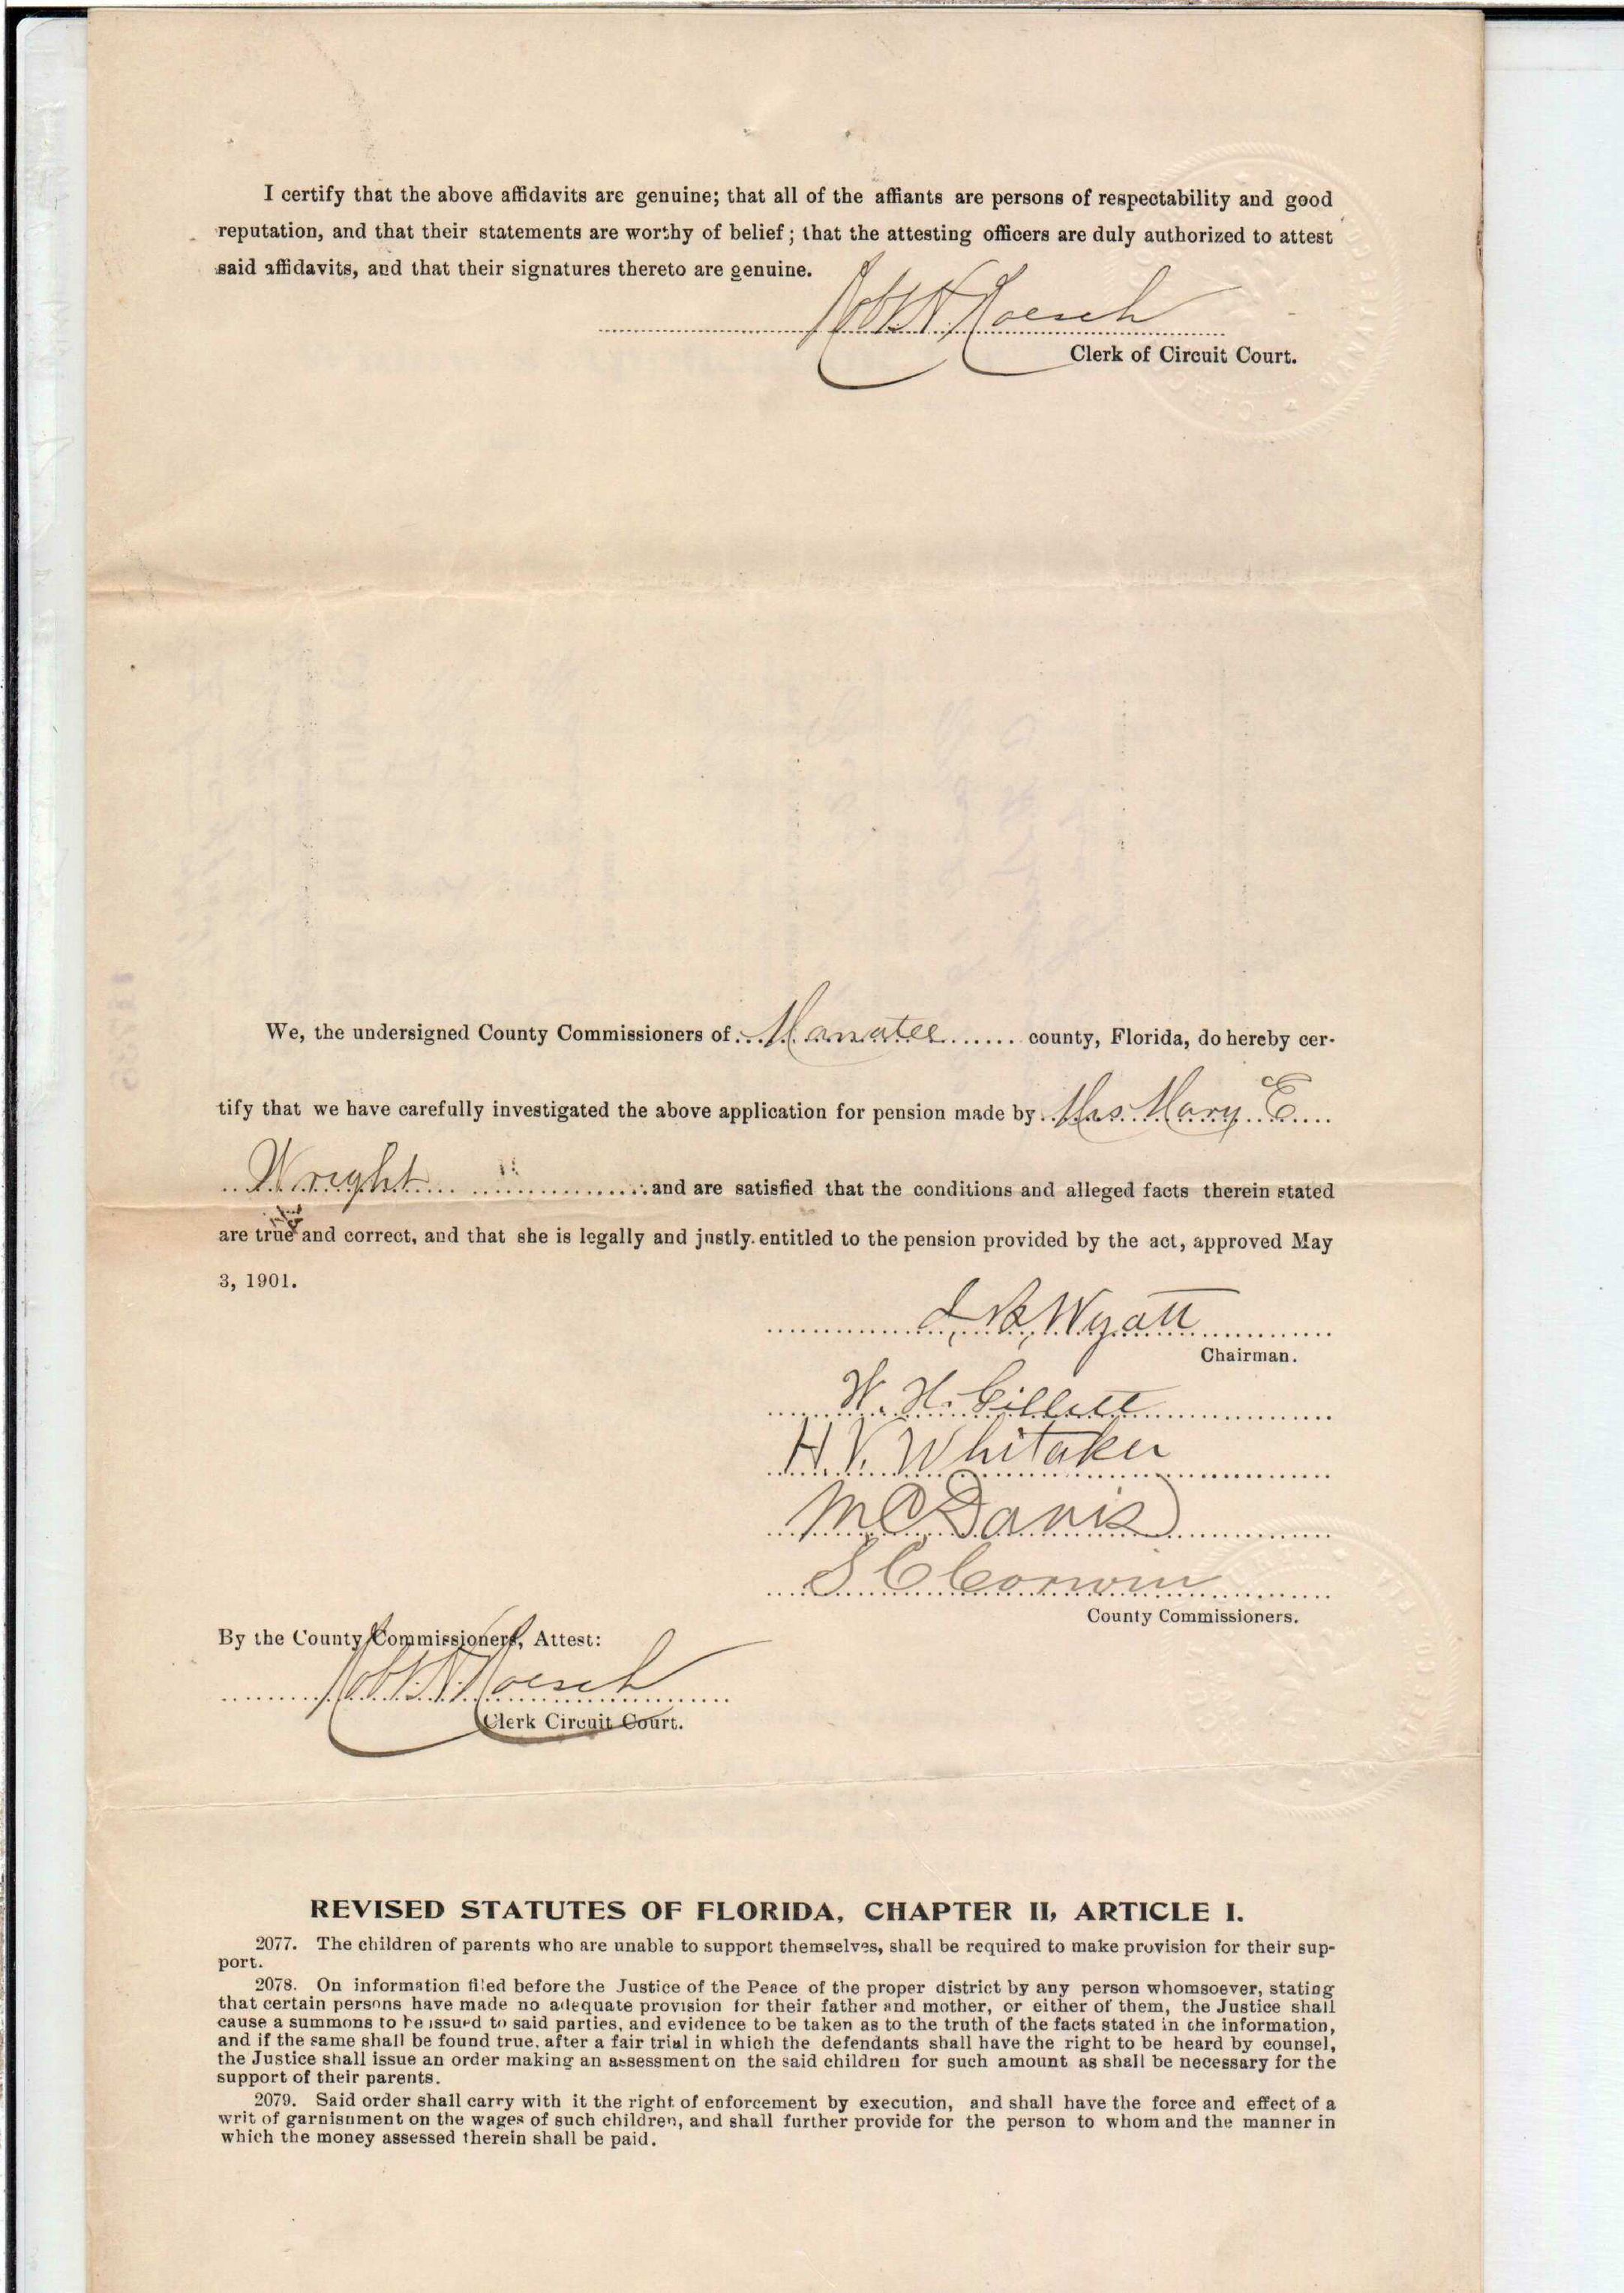 I certify that the above affidavits are genuine; that all of the affiants are persons of respectability and good
reputation, and that their statements are worthy of belief; that the attesting officers are duly authorized to attest
said affidavits, and that their signatures thereto are genuine.
Robt. H. Roesch
Clerk of Circuit Court.
We, the undersigned County Commissioners of Manatee county, Florida, do hereby cer-
tify that we have carefully investigated the above application for pension made by Mrs. Mary E.
Wright and are satisfied that the conditions and alleged facts therein stated
are true and correct, and that she is legally and justly entitled to the pension provided by the act, approved May
3, 1901.
Wyatt
Chairman.
W. H. Gillett
H. V. Whitaker
M C Davis
S C Corwin
County Commissioners.
By the County Commissioners, Attest:
Robt. H. Roesch
Clerk Circuit Court.
REVISED STATUTES OF FLORIDA, CHAPTER II, ARTICLE I.
2077. The children of parents who are unable to support themselves, shall be required to make provision for their sup-
port.
2078. On information filed before the Justice of the Peace of the proper district by any person whomsoever, stating
that certain persons have made no adequate provision for their father and mother, or either of them, the Justice shall
cause a summons to be issued to said parties, and evidence to be taken as to the truth of the facts stated in the information,
and if the same shall be found true, after a fair trial in which the defendants shall have the right to be heard by counsel,
the Justice shall issue an order making an assessment on the said children for such amount as shall be necessary for the
support of their parents.
2079. Said order shall carry with it the right of enforcement by execution, and shall have the force and effect of a
writ of garnishment on the wages of such children, and shall further provide for the person to whom and the manner in
which the money assessed therein shall be paid.